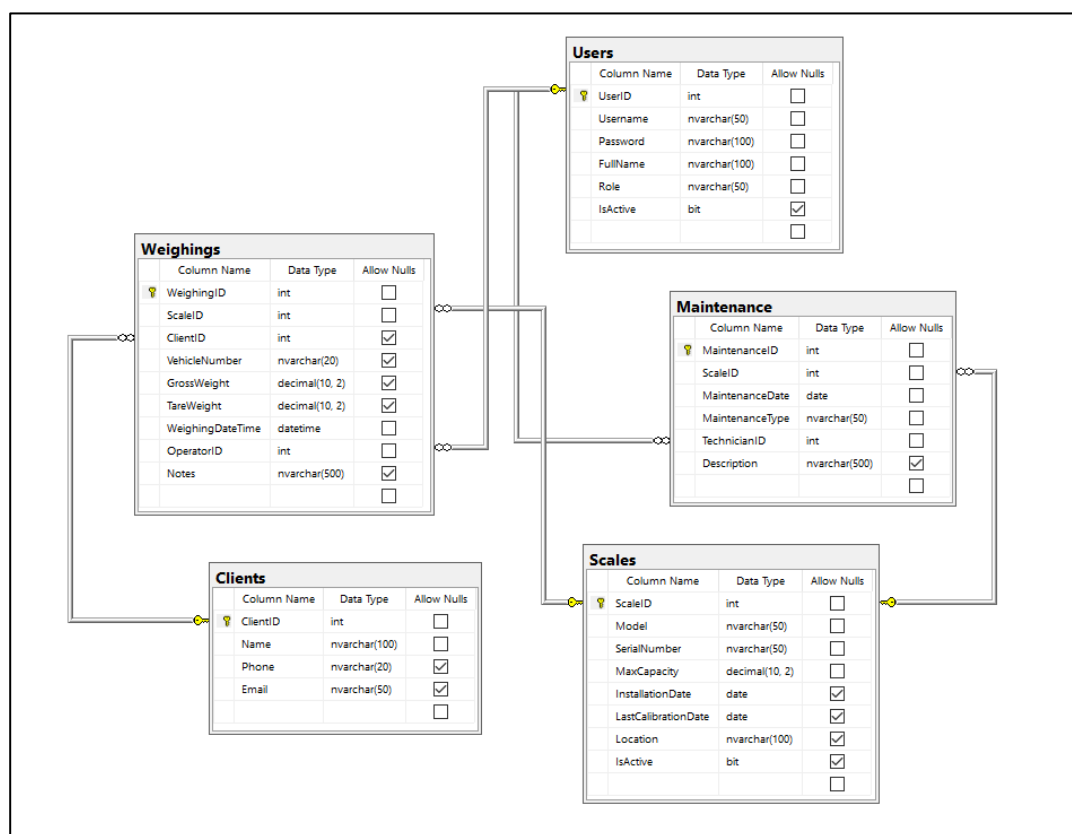 Users
Column Name Data Type Allow Nulls
UserID int
Username nvarchar(50)
Password nvarchar(100)
FullName nvarchar(100)
Role nvarchar(50)
IsActive bit
Weighings
Column Name Data Type Allow Nulls
WeighingID int
ScaleID int
ClientID int
VehicleNumber nvarchar(20)
GrossWeight decimal(10, 2)
TareWeight decimal(10, 2)
WeighingDateTime datetime
OperatorID int
Notes nvarchar(500)
Maintenance
Column Name Data Type Allow Nulls
MaintenanceID int
ScaleID int
MaintenanceDate date
MaintenanceType nvarchar(50)
TechnicianID int
Description nvarchar(500)
Clients
Column Name Data Type Allow Nulls
ClientID int
Name nvarchar(100)
Phone nvarchar(20)
Email nvarchar(50)
Scales
Column Name Data Type Allow Nulls
ScaleID int
Model nvarchar(50)
SerialNumber nvarchar(50)
MaxCapacity decimal(10, 2)
InstallationDate date
LastCalibrationDate date
Location nvarchar(100)
IsActive bit